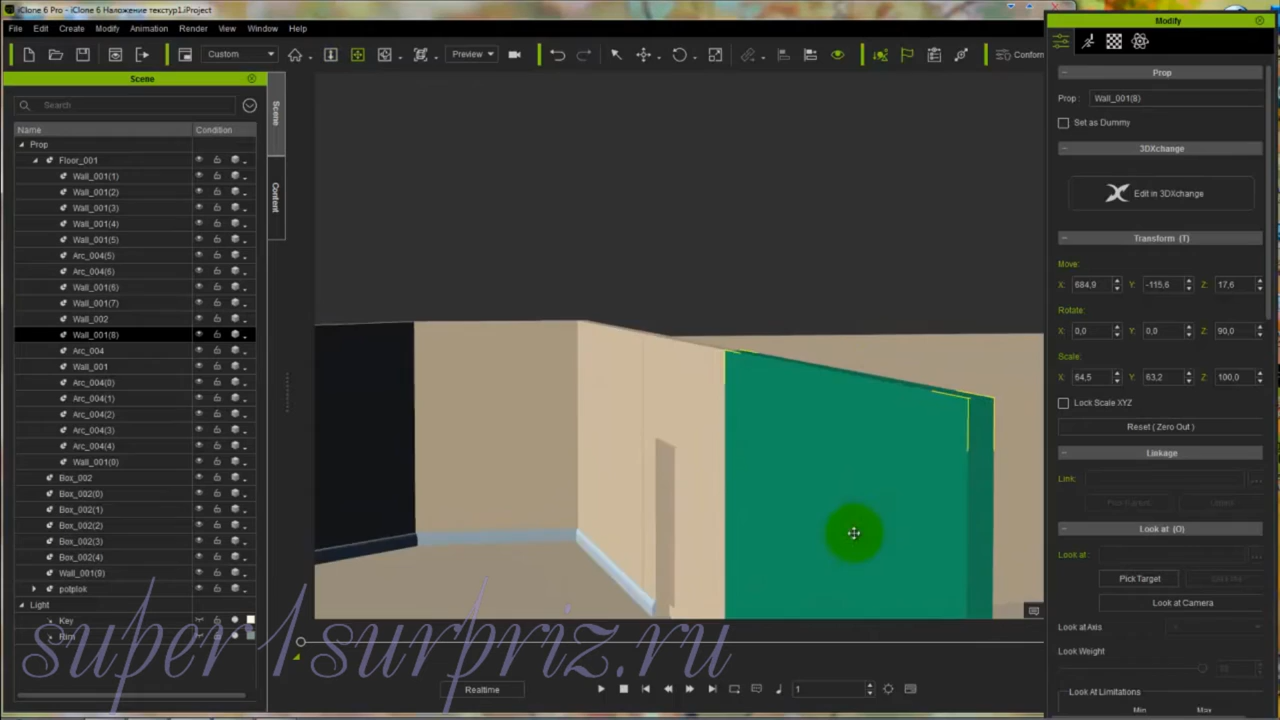 iClone 6 Pro - iClone 6 Наложение текстур1.iProject
File Edit Create Modify Animation Render View Window Help
Custom
Preview
Conform
Scene
Search
Name Condition
Prop
Floor_001
Wall_001(1)
Wall_001(2)
Wall_001(3)
Wall_001(4)
Wall_001(5)
Arc_004(5)
Arc_004(6)
Wall_001(6)
Wall_001(7)
Wall_002
Wall_001(8)
Arc_004
Wall_001
Arc_004(0)
Arc_004(1)
Arc_004(2)
Arc_004(3)
Arc_004(4)
Wall_001(0)
Box_002
Box_002(0)
Box_002(1)
Box_002(2)
Box_002(3)
Box_002(4)
Wall_001(9)
potplok
Light
Key
Rim
Scene
Content
super1surpriz.ru
Realtime
1
Modify
Prop
Prop : Wall_001(8)
Set as Dummy
3DXchange
Edit in 3DXchange
Transform (T)
Move:
X: 684,9 Y: -115,6 Z: 17,6
Rotate:
X: 0,0 Y: 0,0 Z: 90,0
Scale:
X: 64,5 Y: 63,2 Z: 100,0
Lock Scale XYZ
Reset ( Zero Out )
Linkage
Link:
Pick Parent
Look at (O)
Look at :
Pick Target
Look at Camera
Look at Axis
Look Weight
Look At Limitations
Min Max